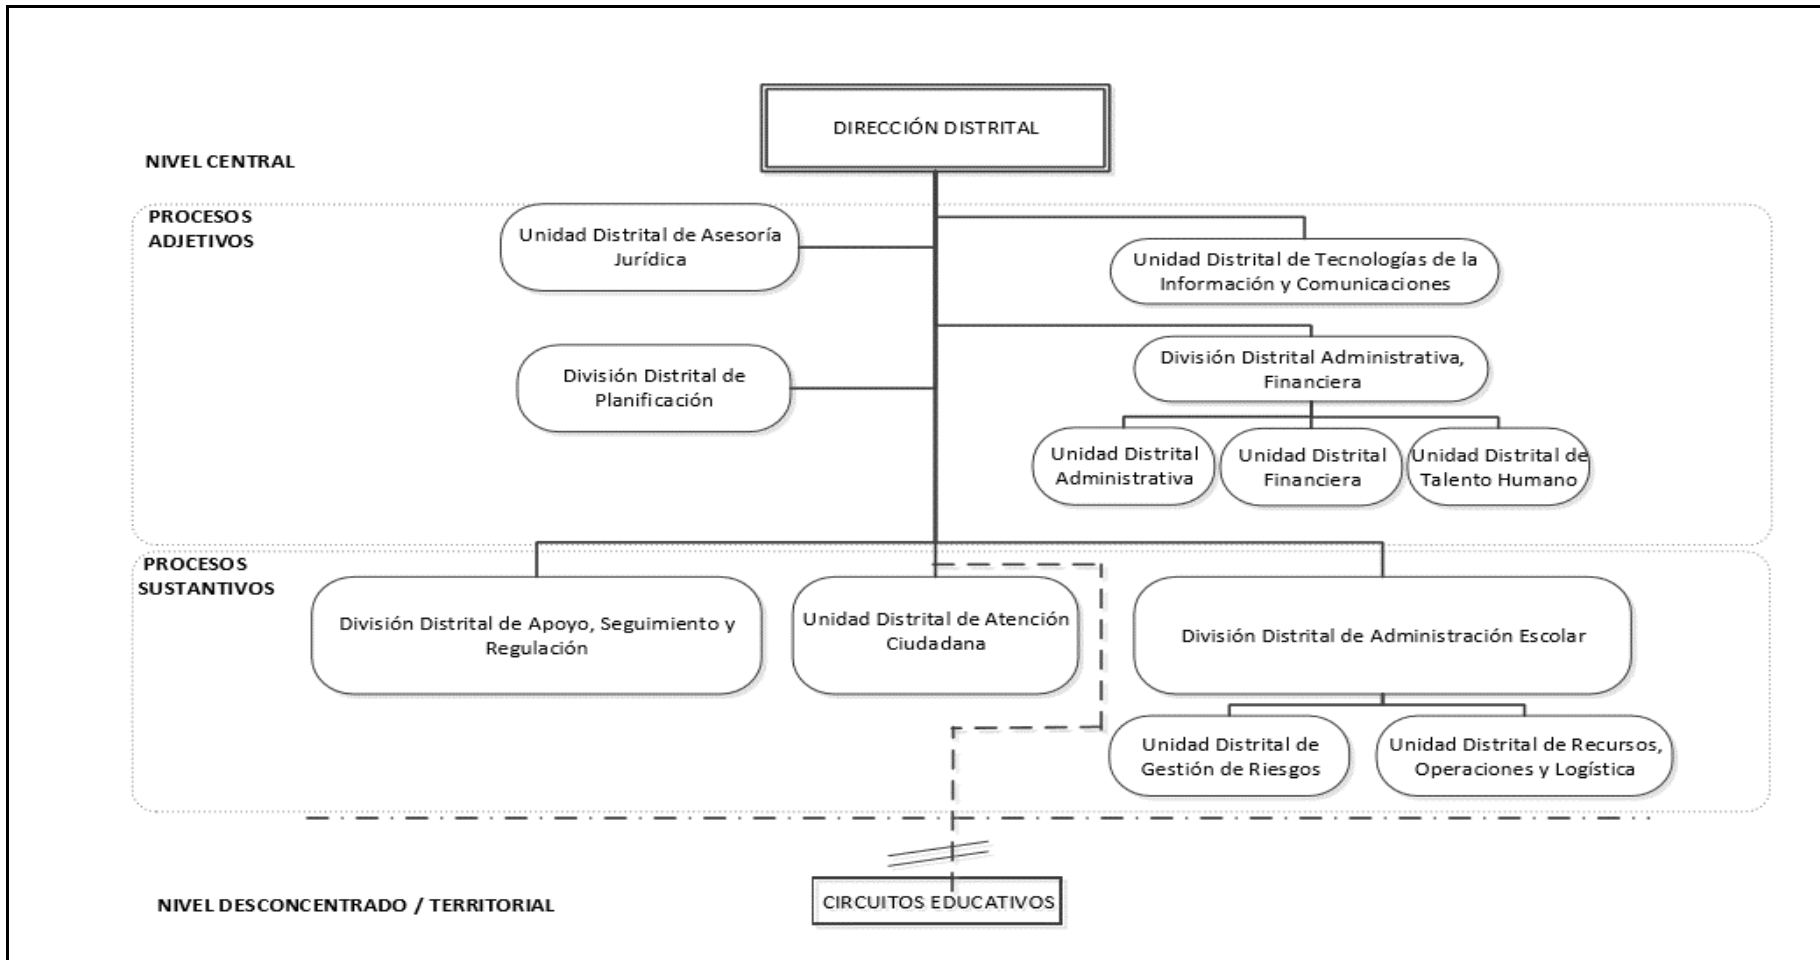 DIRECCIÓN DISTRITAL
NIVEL CENTRAL
PROCESOS
ADJETIVOS
Unidad Distrital de Asesoría
Jurídica
Unidad Distrital de Tecnologías de la
Información y Comunicaciones
División Distrital de
Planificación
División Distrital Administrativa,
Financiera
Unidad Distrital
Administrativa
Unidad Distrital
Financiera
Unidad Distrital de
Talento Humano
PROCESOS
SUSTANTIVOS
División Distrital de Apoyo, Seguimiento y
Regulación
Unidad Distrital de Atención
Ciudadana
División Distrital de Administración Escolar
Unidad Distrital de
Gestión de Riesgos
Unidad Distrital de Recursos,
Operaciones y Logística
NIVEL DESCONCENTRADO / TERRITORIAL
CIRCUITOS EDUCATIVOS